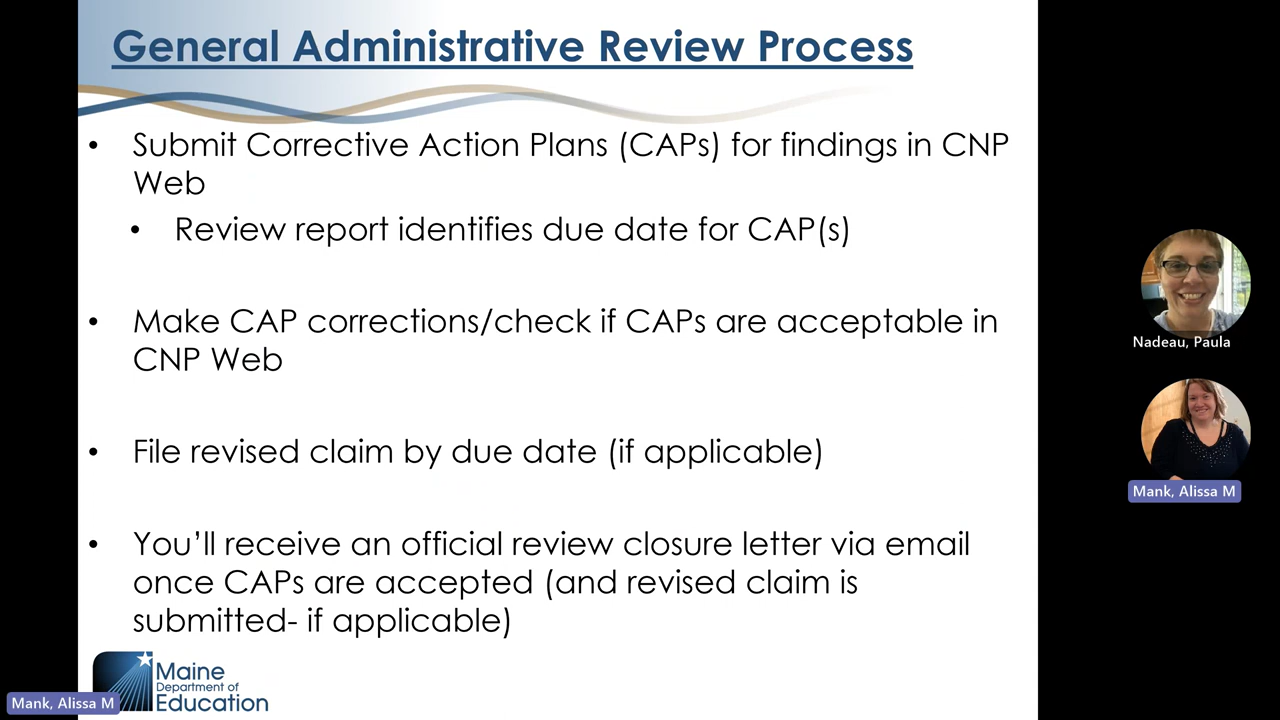 General Administrative Review Process
• Submit Corrective Action Plans (CAPs) for findings in CNP
Web
• Review report identifies due date for CAP(s)
• Make CAP corrections/check if CAPs are acceptable in
CNP Web
• File revised claim by due date (if applicable)
• You’ll receive an official review closure letter via email
once CAPs are accepted (and revised claim is
submitted- if applicable)
Maine
Department of
Education
Mank, Alissa M
Nadeau, Paula
Mank, Alissa M